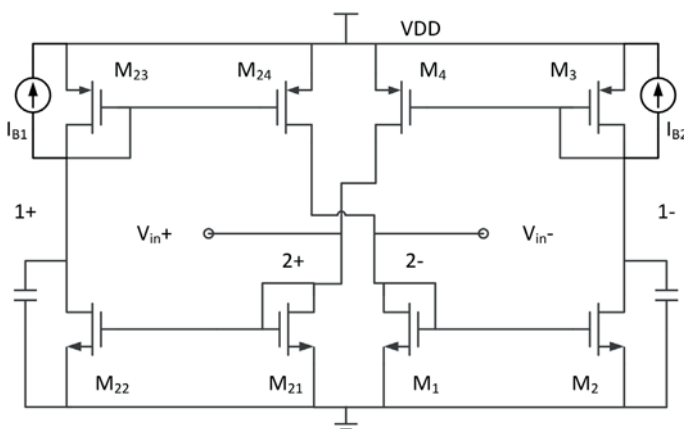 VDD
M23 M24 M4 M3
IB1 IB2
1+ 1-
Vin+ Vin-
2+ 2-
M22 M21 M1 M2